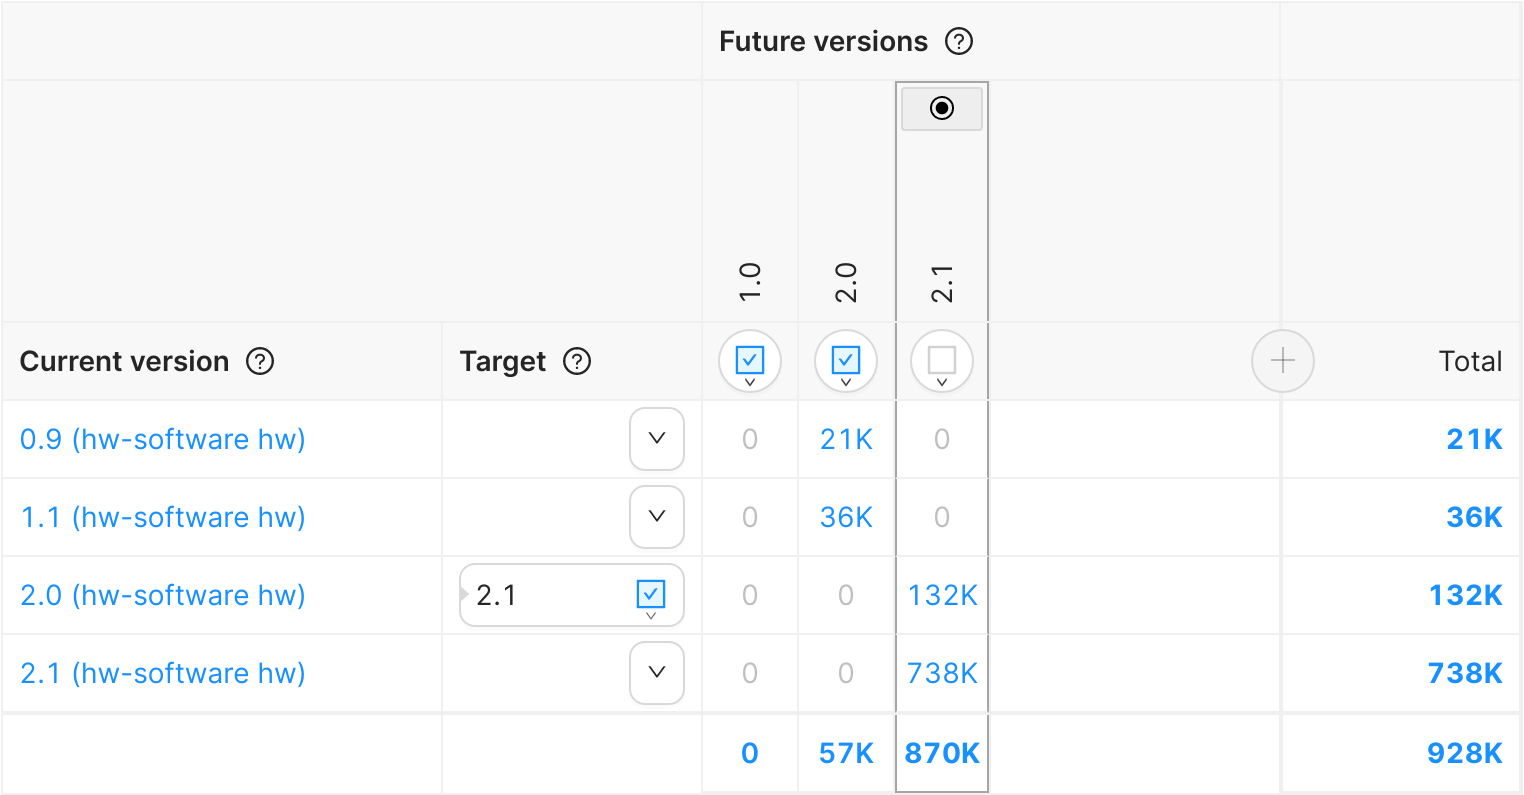 Future versions
1.0
2.0
2.1
Current version
Target
Total
0.9 (hw-software hw) 0 21K 0 21K
1.1 (hw-software hw) 0 36K 0 36K
2.0 (hw-software hw) 2.1 0 0 132K 132K
2.1 (hw-software hw) 0 0 738K 738K
0 57K 870K 928K